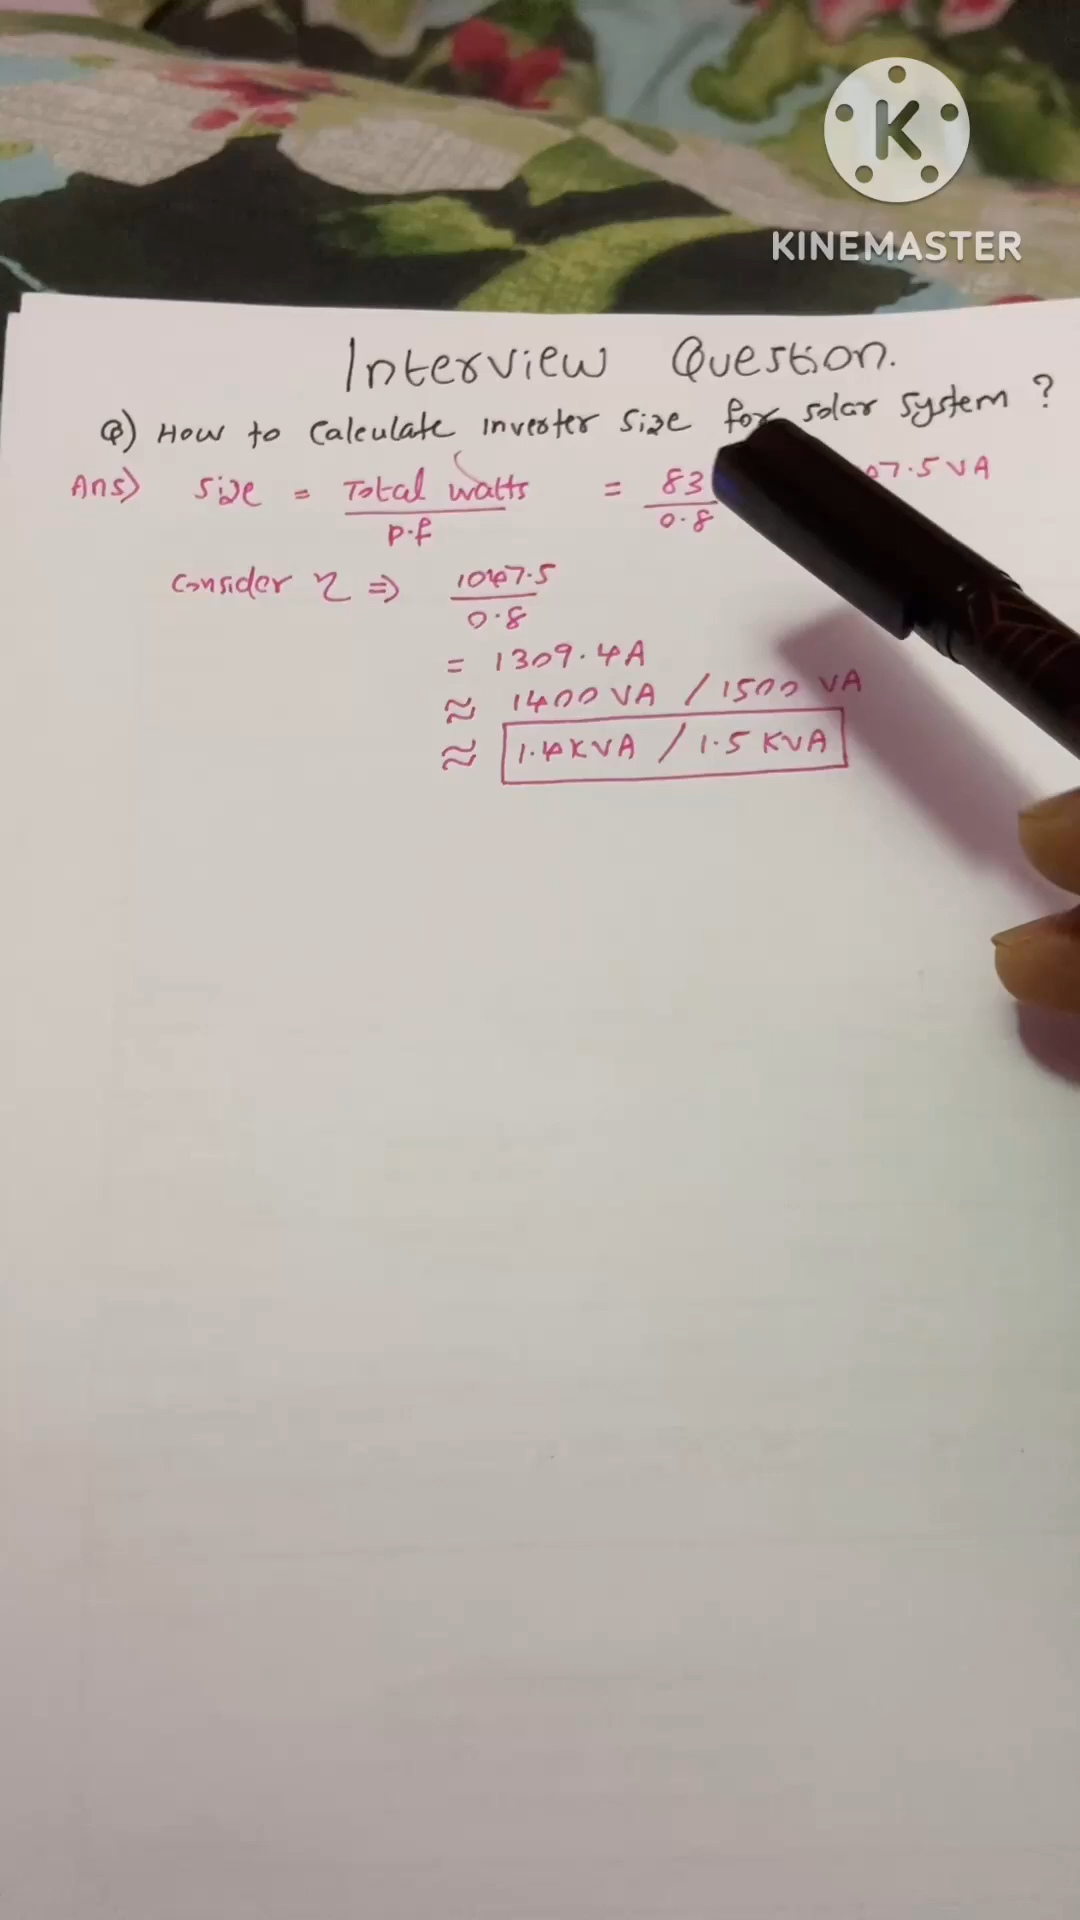 K
KINEMASTER
Interview Question.
Q) How to Calculate inverter size for solar system ?
Ans) Size = Total watts / p.f = 83 / 0.8 07.5 VA
Consider η ⇒ 1047.5 / 0.8
= 1309.4A
≈ 1400 VA / 1500 VA
≈ 1.4KVA / 1.5 KVA